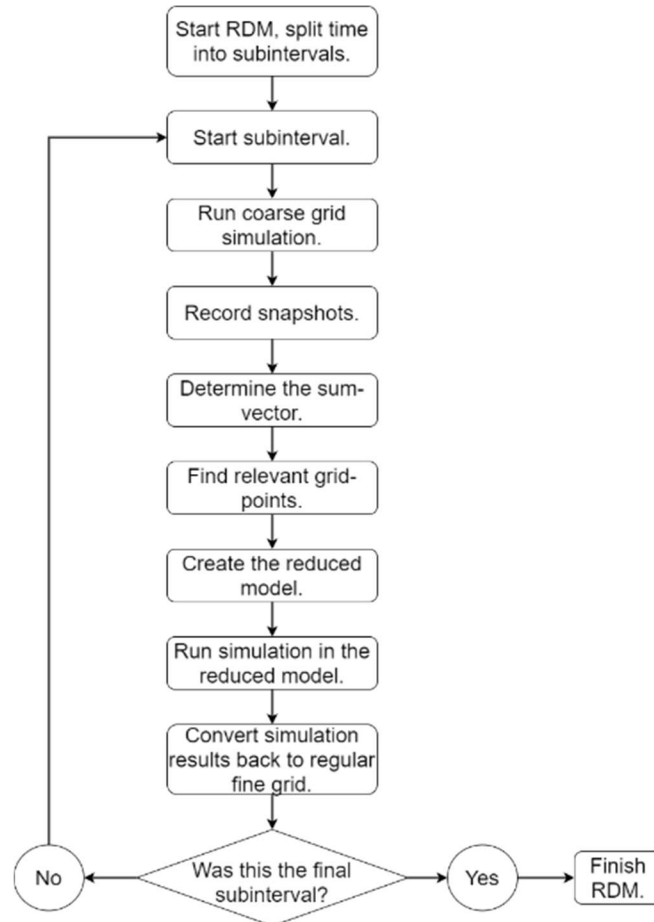 Start RDM, split time
into subintervals.
Start subinterval.
Run coarse grid
simulation.
Record snapshots.
Determine the sum-
vector.
Find relevant grid-
points.
Create the reduced
model.
Run simulation in the
reduced model.
Convert simulation
results back to regular
fine grid.
No
Was this the final
subinterval?
Yes
Finish
RDM.